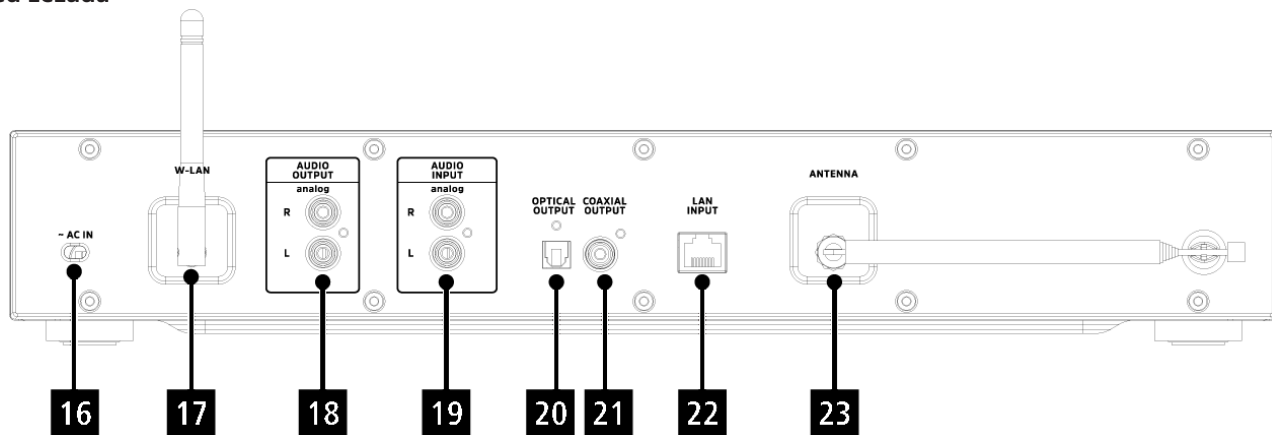 W-LAN
AUDIO
OUTPUT
analog
R
L
AUDIO
INPUT
analog
R
L
OPTICAL
OUTPUT
COAXIAL
OUTPUT
LAN
INPUT
ANTENNA
~ AC IN
16
17
18
19
20
21
22
23